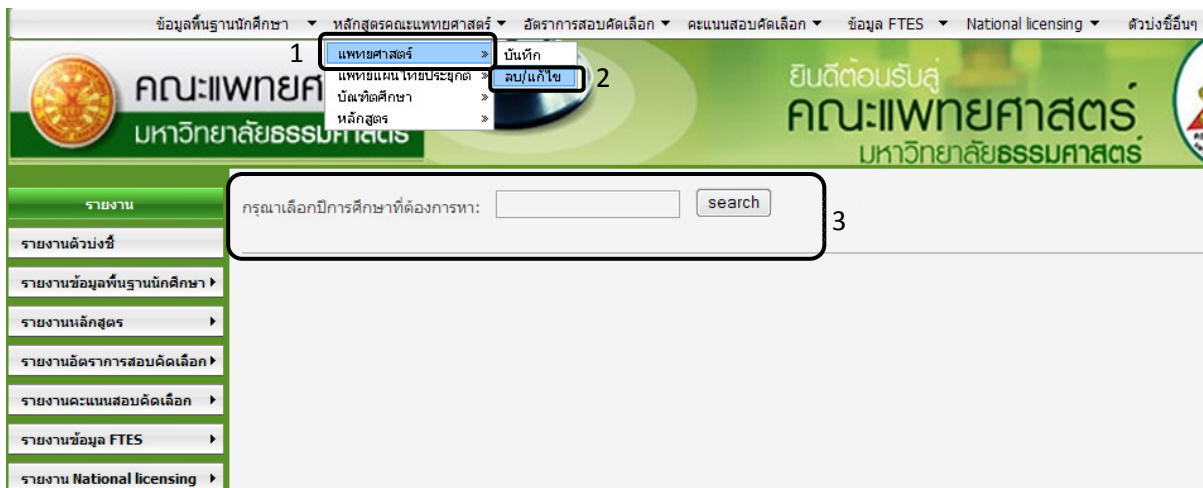 ข้อมูลพื้นฐานนักศึกษา หลักสูตรคณะแพทยศาสตร์ อัตราการสอบคัดเลือก คะแนนสอบคัดเลือก ข้อมูล FTES National licensing ตัวบ่งชี้อื่นๆ
1 แพทยศาสตร์ » บันทึก
แพทย์แผนไทยประยุกต์ » ลบ/แก้ไข 2
บัณฑิตศึกษา »
หลักสูตร »
คณะแพทยศ
มหาวิทยาลัยธรรมศาสตร์
ยินดีต้อนรับสู่
คณะแพทยศาสตร์
มหาวิทยาลัยธรรมศาสตร์
รายงาน
กรุณาเลือกปีการศึกษาที่ต้องการหา: search 3
รายงานตัวบ่งชี้
รายงานข้อมูลพื้นฐานนักศึกษา
รายงานหลักสูตร
รายงานอัตราการสอบคัดเลือก
รายงานคะแนนสอบคัดเลือก
รายงานข้อมูล FTES
รายงาน National licensing